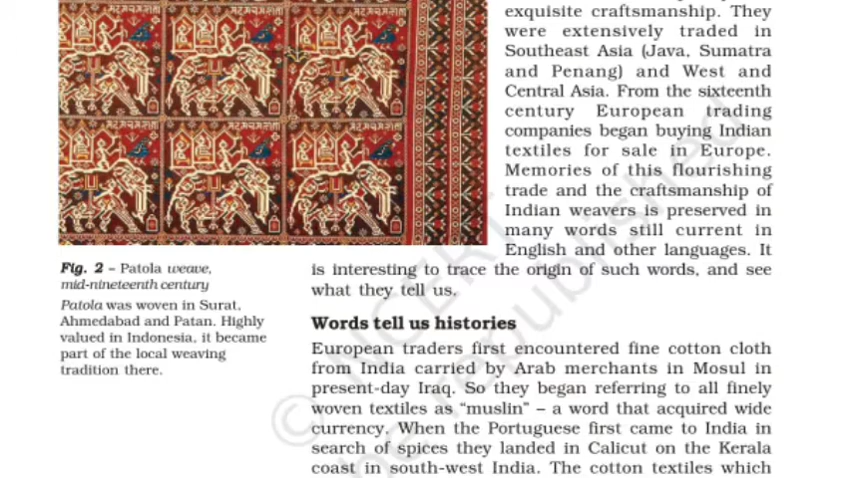 exquisite craftsmanship. They
were extensively traded in
Southeast Asia (Java, Sumatra
and Penang) and West and
Central Asia. From the sixteenth
century European trading
companies began buying Indian
textiles for sale in Europe.
Memories of this flourishing
trade and the craftsmanship of
Indian weavers is preserved in
many words still current in
English and other languages. It
is interesting to trace the origin of such words, and see
what they tell us.
Fig. 2 – Patola weave,
mid-nineteenth century
Patola was woven in Surat,
Ahmedabad and Patan. Highly
valued in Indonesia, it became
part of the local weaving
tradition there.
Words tell us histories
European traders first encountered fine cotton cloth
from India carried by Arab merchants in Mosul in
present-day Iraq. So they began referring to all finely
woven textiles as “muslin” – a word that acquired wide
currency. When the Portuguese first came to India in
search of spices they landed in Calicut on the Kerala
coast in south-west India. The cotton textiles which
© NCERT
be republished